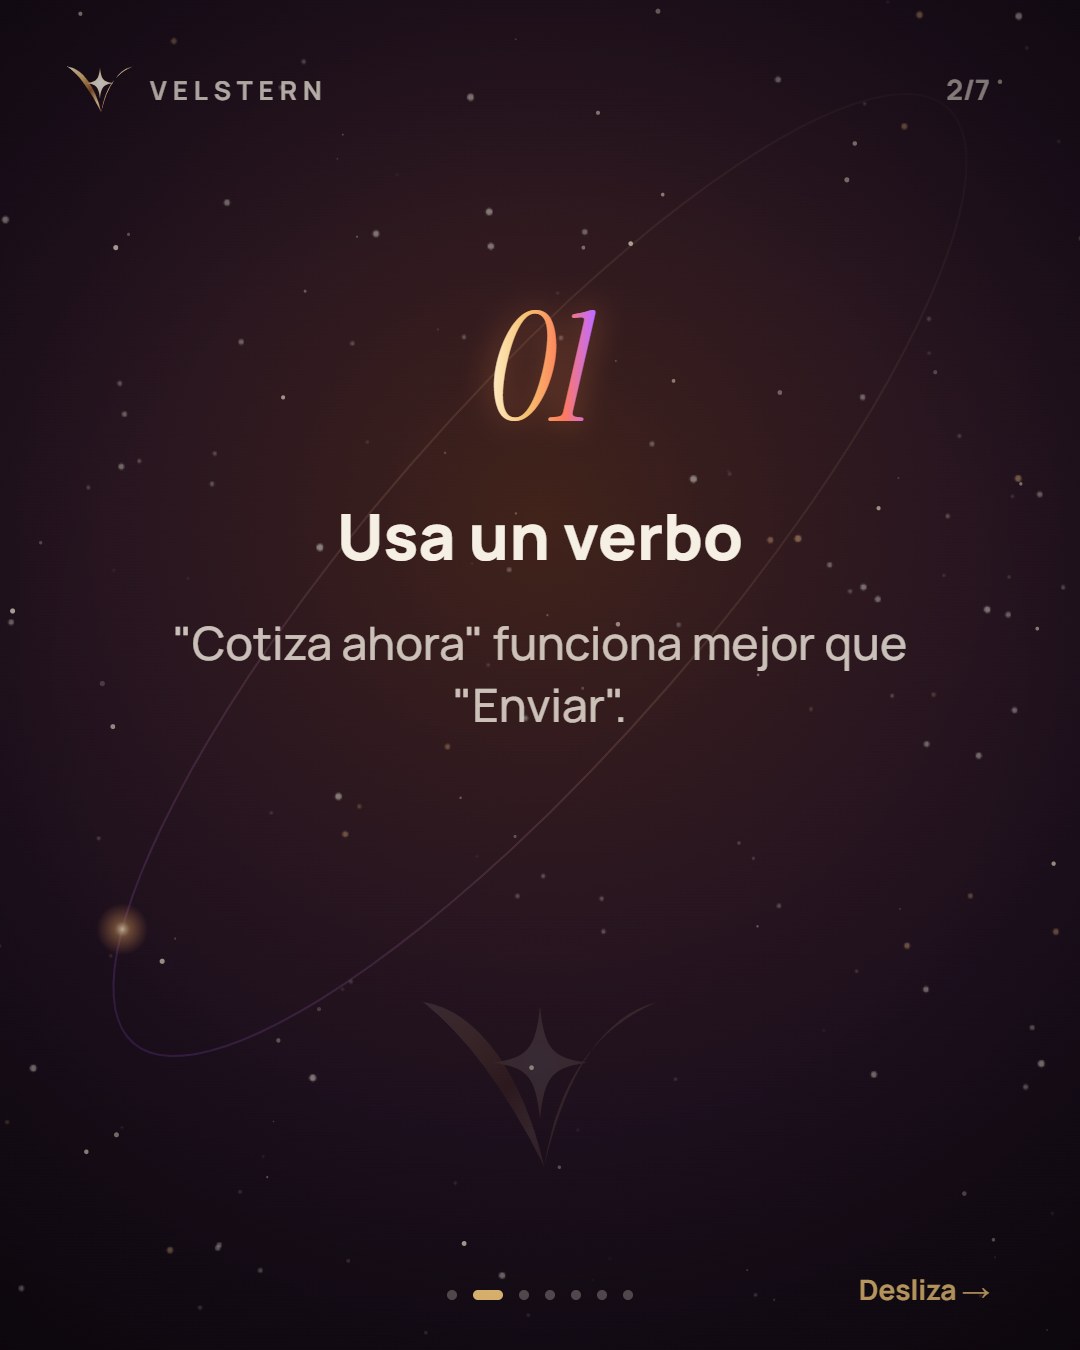 VELSTERN
2/7
01
Usa un verbo
"Cotiza ahora" funciona mejor que
"Enviar".
Desliza →